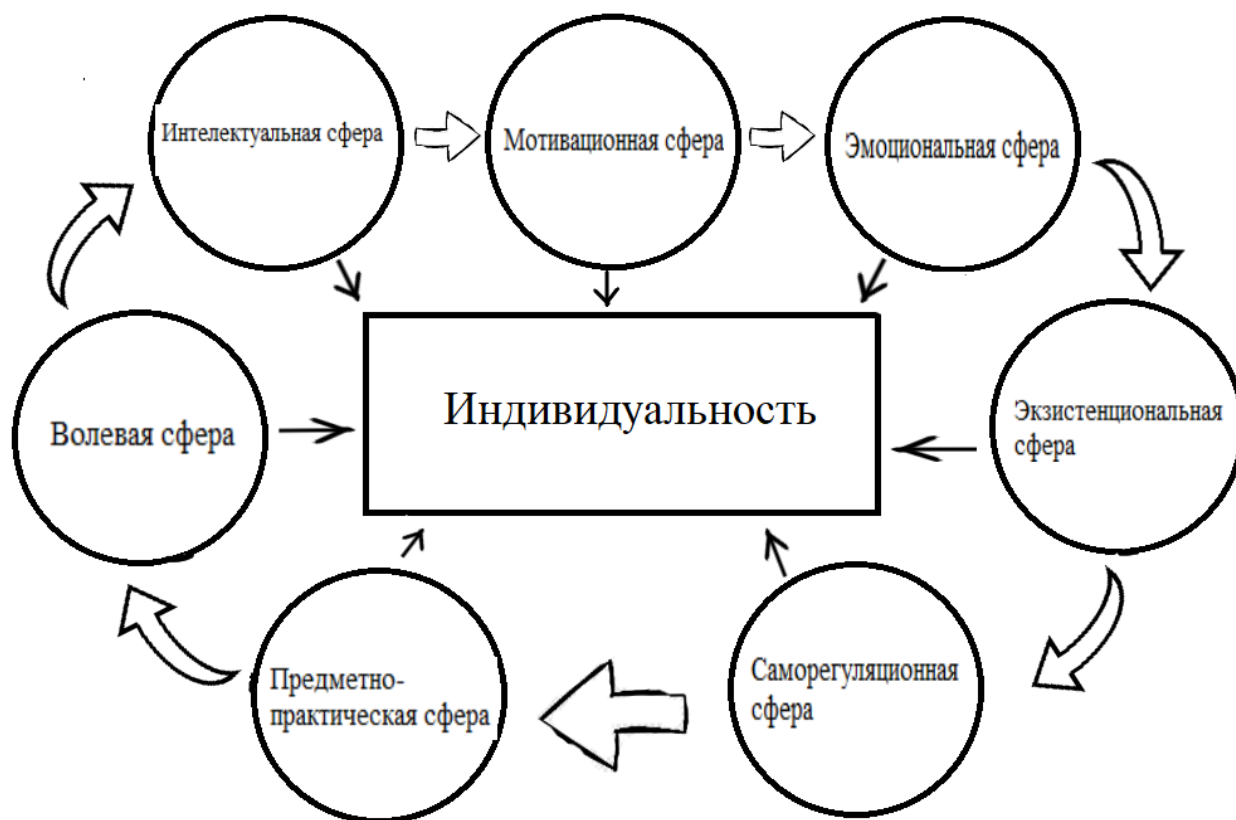 Интелектуальная сфера
Мотивационная сфера
Эмоциональная сфера
Индивидуальность
Волевая сфера
Экзистенциональная
сфера
Предметно-
практическая сфера
Саморегуляционная
сфера